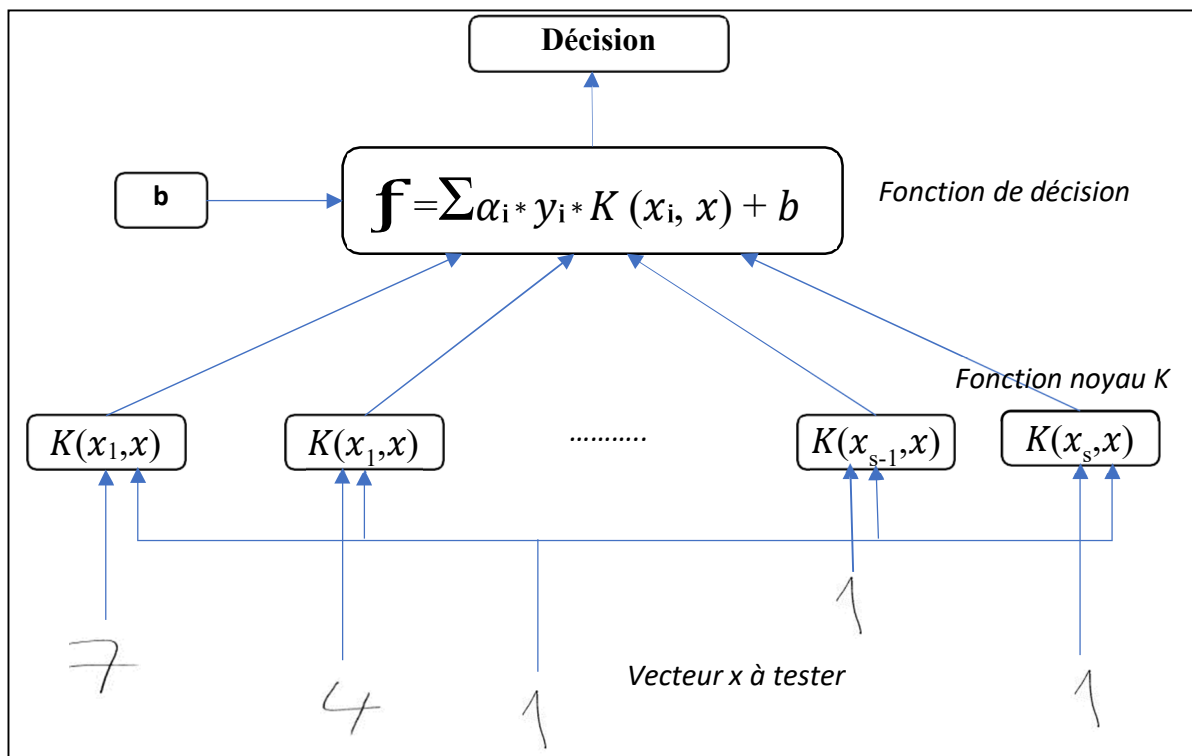 Décision
b
f =∑αi * yi * K (xi, x) + b
Fonction de décision
Fonction noyau K
K(x1,x)
K(x1,x)
………..
K(xs-1,x)
K(xs,x)
1
7
Vecteur x à tester
4
1
1